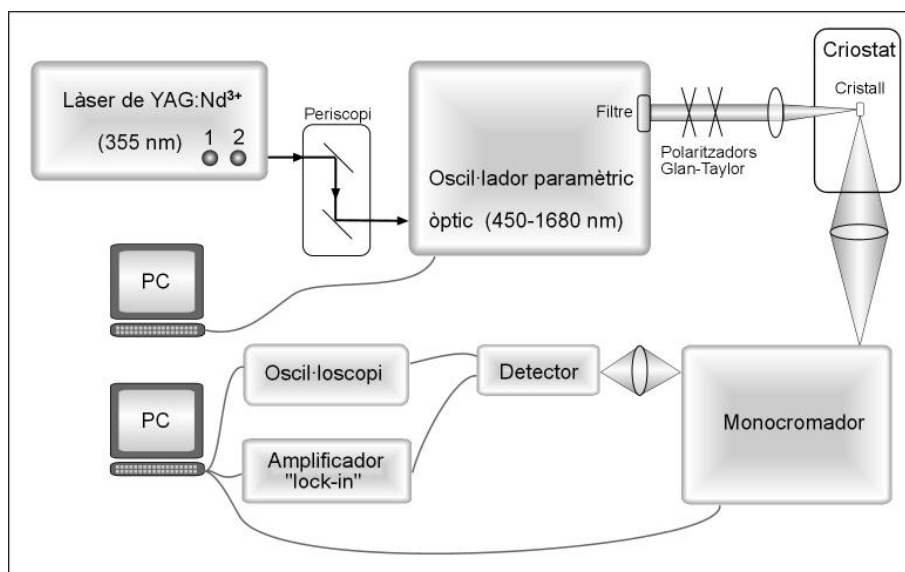 Làser de YAG:Nd³⁺
(355 nm) 1 2
Periscopi
Oscil·lador paramètric
òptic (450-1680 nm)
Filtre
Polaritzadors
Glan-Taylor
Criostat
Cristall
PC
PC
Oscil·loscopi
Amplificador
"lock-in"
Detector
Monocromador